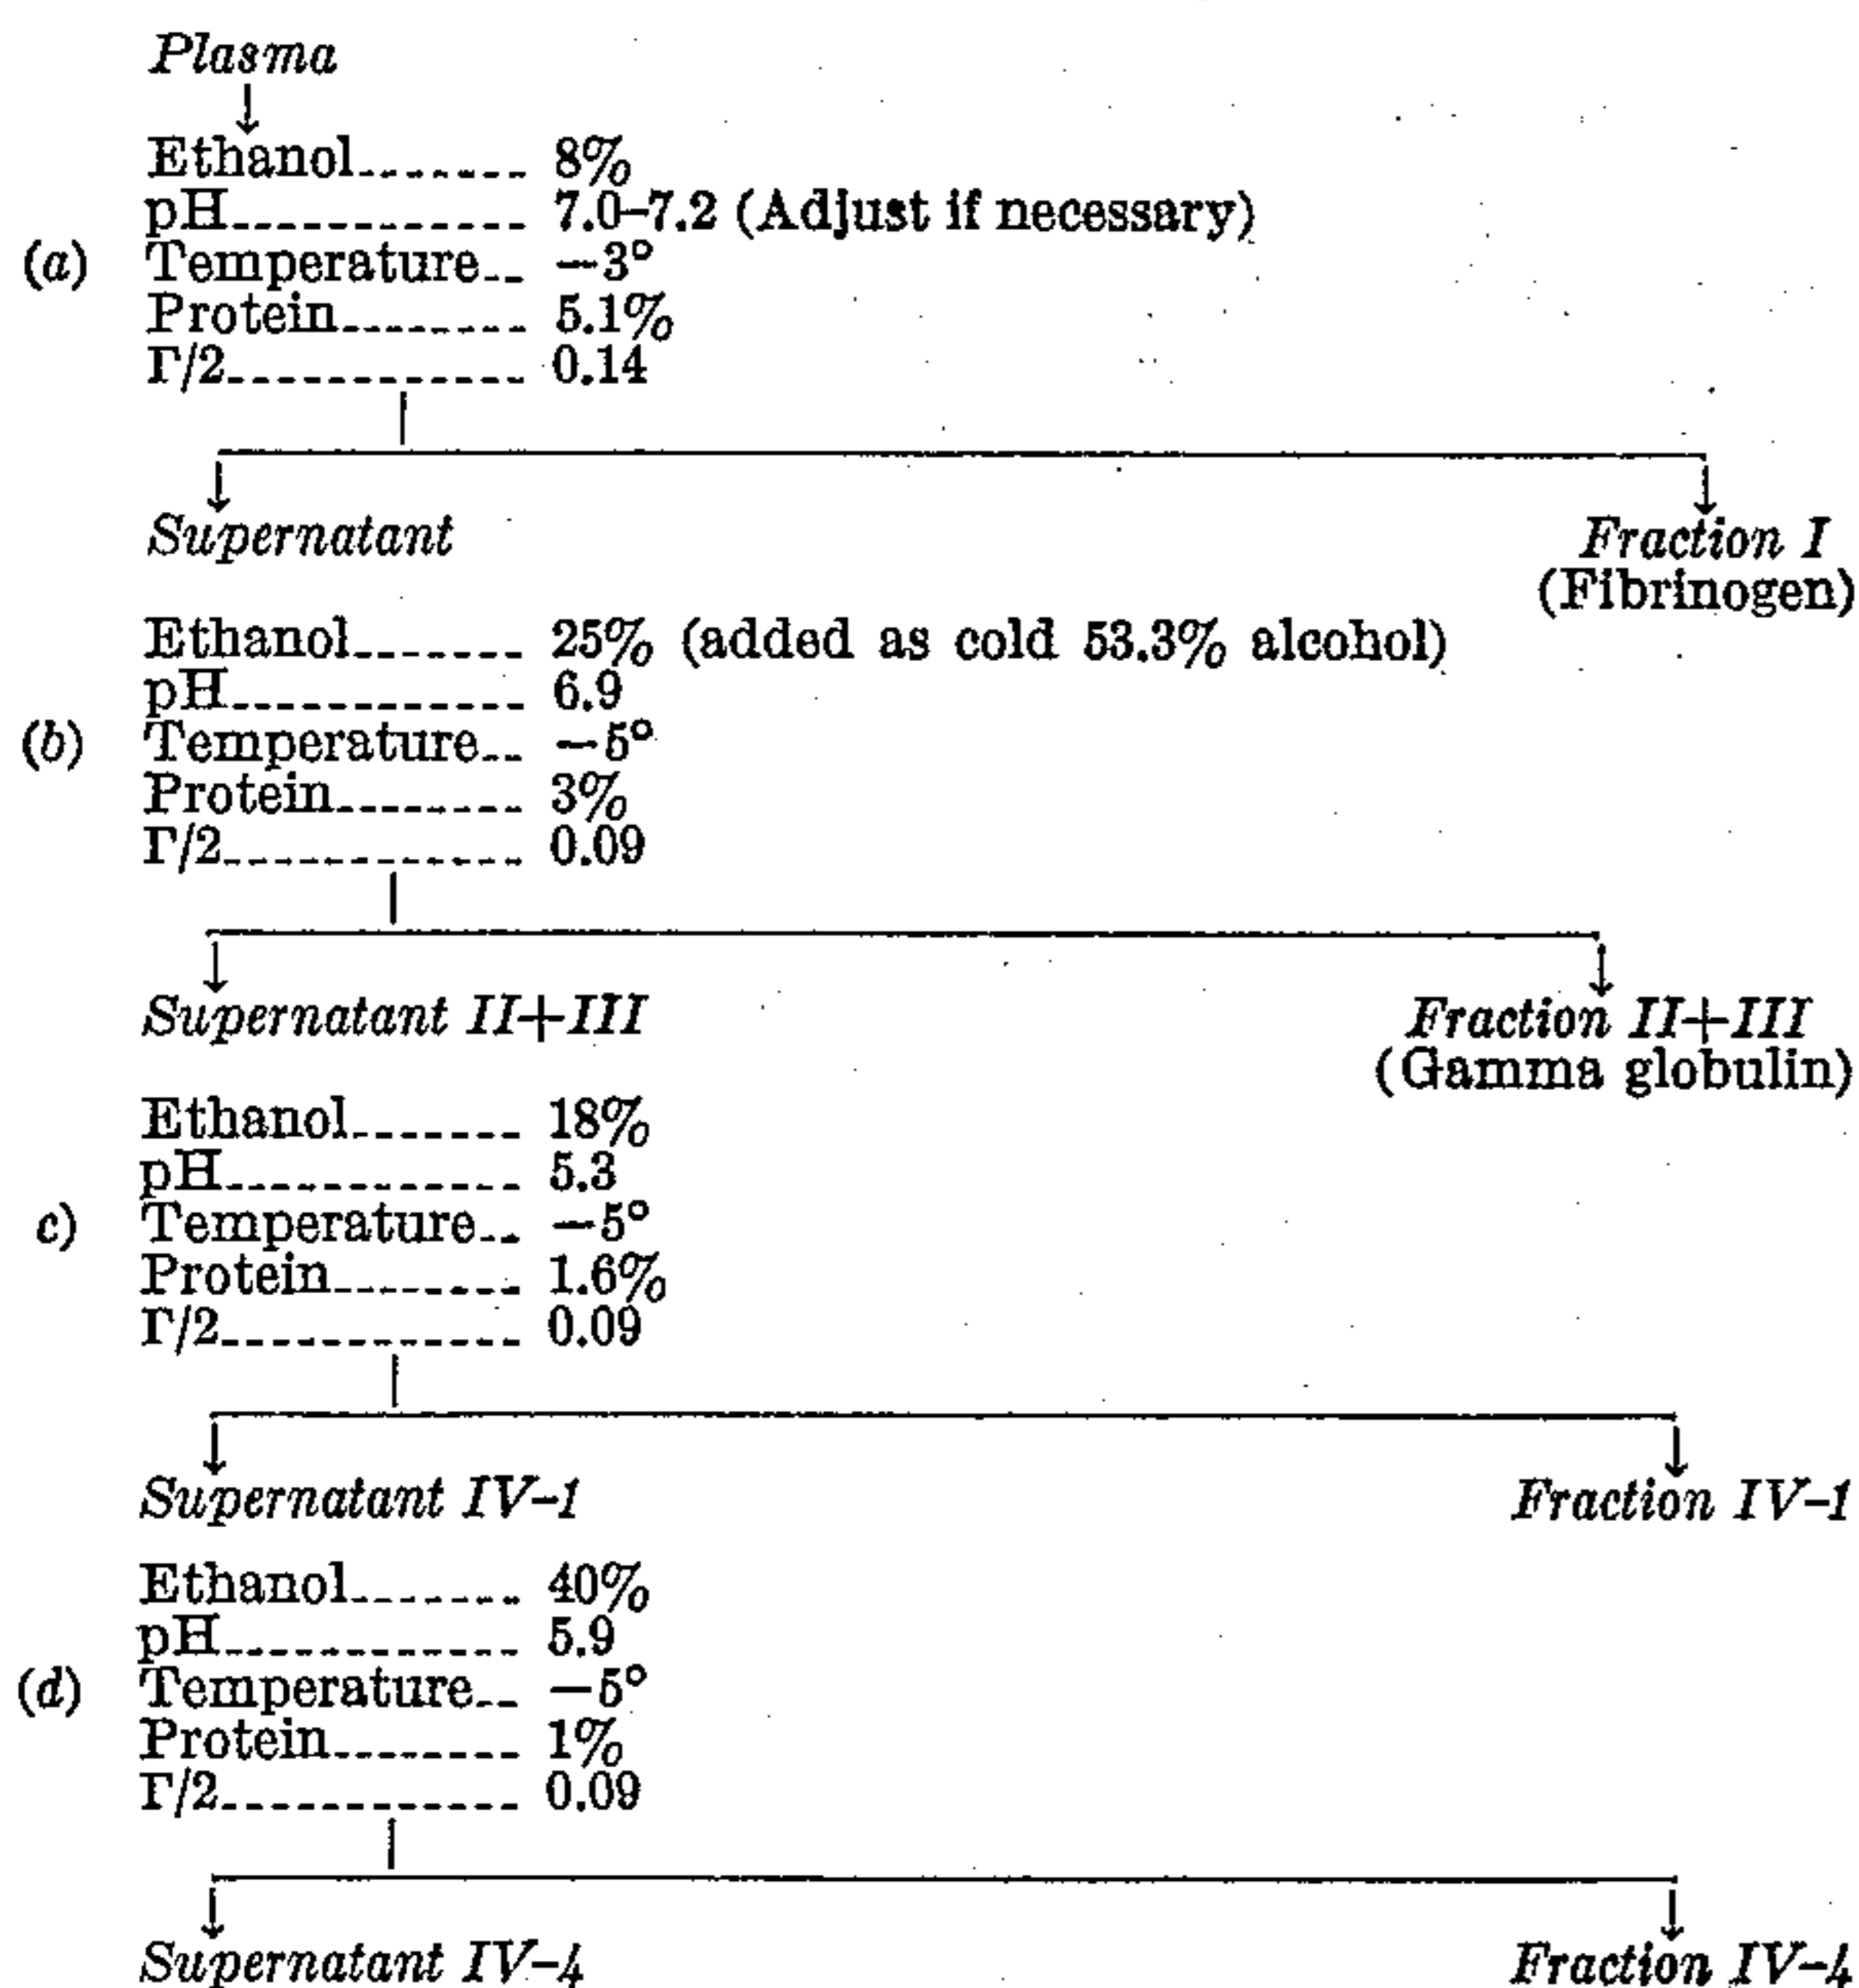 Plasma
Ethanol........ 8%
pH............. 7.0–7.2 (Adjust if necessary)
(a) Temperature.. —3°
Protein........ 5.1%
Γ/2............. 0.14
Supernatant Fraction I
(Fibrinogen)
Ethanol....... 25% (added as cold 53.3% alcohol)
pH............. 6.9
(b) Temperature.. —5°
Protein........ 3%
Γ/2............. 0.09
Supernatant II+III Fraction II+III
(Gamma globulin)
Ethanol....... 18%
pH............. 5.3
c) Temperature.. —5°
Protein........ 1.6%
Γ/2............. 0.09
Supernatant IV–1 Fraction IV–1
Ethanol....... 40%
pH............. 5.9
(d) Temperature.. —5°
Protein........ 1%
Γ/2............. 0.09
Supernatant IV–4 Fraction IV–4